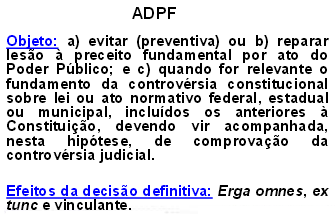 ADPF
Objeto: a) evitar (preventiva) ou b) reparar
lesão à preceito fundamental por ato do
Poder Público; e c) quando for relevante o
fundamento da controvérsia constitucional
sobre lei ou ato normativo federal, estadual
ou municipal, incluídos os anteriores à
Constituição, devendo vir acompanhada,
nesta hipótese, de comprovação da
controvérsia judicial.
Efeitos da decisão definitiva: Erga omnes, ex
tunc e vinculante.